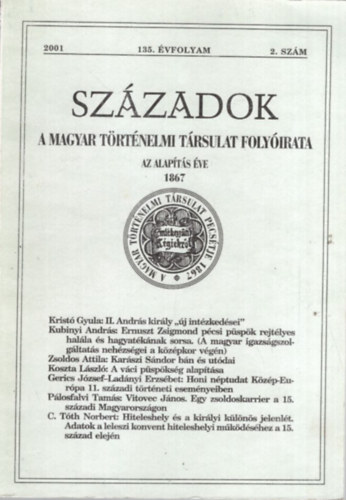 2001 135. ÉVFOLYAM 2. SZÁM
SZÁZADOK
A MAGYAR TÖRTÉNELMI TÁRSULAT FOLYÓIRATA
AZ ALAPÍTÁS ÉVE
1867
A MAGYAR TÖRTÉNELMI TÁRSULAT PECSÉTJE 1867
Kristó Gyula: II. András király „új intézkedései”
Kubinyi András: Ernuszt Zsigmond pécsi püspök rejtélyes
halála és hagyatékának sorsa. (A magyar igazságszol-
gáltatás nehézségei a középkor végén)
Zsoldos Attila: Karászi Sándor bán és utódai
Koszta László: A váci püspökség alapítása
Gerics József–Ladányi Erzsébet: Honi néptudat Közép-Eu-
rópa 11. századi történeti eseményeiben
Pálosfalvi Tamás: Vitovec János. Egy zsoldoskarrier a 15.
századi Magyarországon
C. Tóth Norbert: Hiteleshely és a királyi különös jelenlét.
Adatok a leleszi konvent hiteleshelyi működéséhez a 15.
század elején